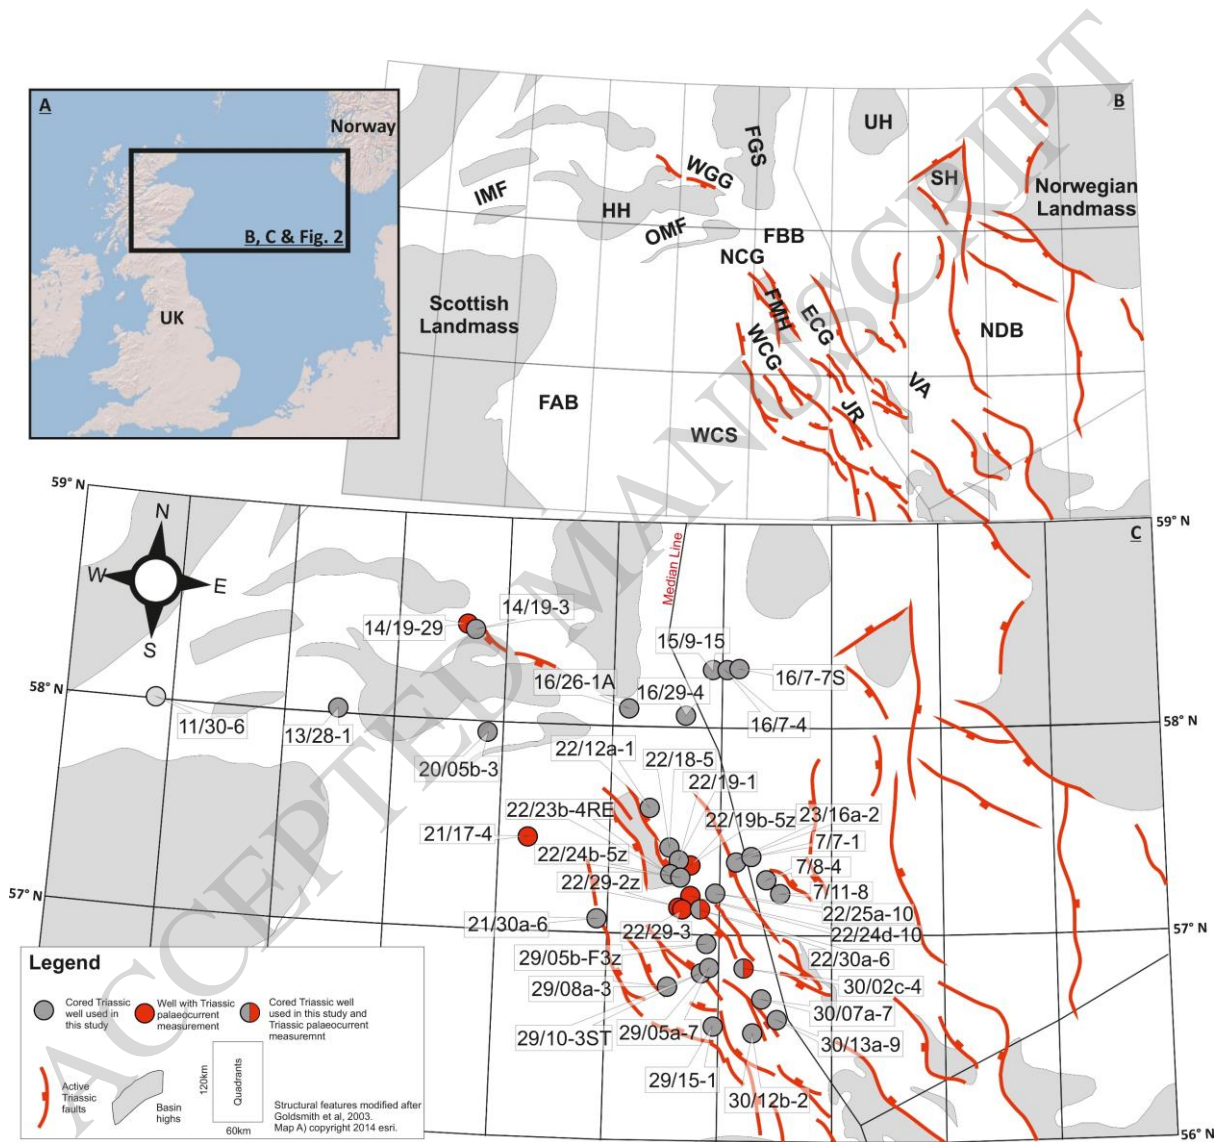 A
Norway
UK
B, C & Fig. 2
B
UH
FGS
WGG
IMF
HH
OMF
FBB
NCG
SH
Norwegian
Landmass
Scottish
Landmass
FMH
ECG
WCG
NDB
VA
JR
FAB
WCS
ACCEPTED MANUSCRIPT
59° N
59° N
C
N
W
E
S
Median Line
14/19-3
14/19-29
15/9-15
16/26-1A
16/29-4
16/7-7S
16/7-4
58° N
58° N
11/30-6
13/28-1
20/05b-3
22/12a-1
22/18-5
22/19-1
22/23b-4RE
22/19b-5z
23/16a-2
21/17-4
7/7-1
22/24b-5z
7/8-4
22/29-2z
7/11-8
57° N
57° N
21/30a-6
22/25a-10
22/29-3
22/24d-10
29/05b-F3z
22/30a-6
29/08a-3
30/02c-4
30/07a-7
29/10-3ST
29/05a-7
30/13a-9
29/15-1
30/12b-2
56° N
Legend
Cored Triassic
well used in
this study
Well with Triassic
palaeocurrent
measurement
Cored Triassic well
used in this study and
Triassic palaeocurrent
measuremnt
Active
Triassic
faults
Basin
highs
120km
Quadrants
60km
Structural features modified after
Goldsmith et al, 2003.
Map A) copyright 2014 esri.